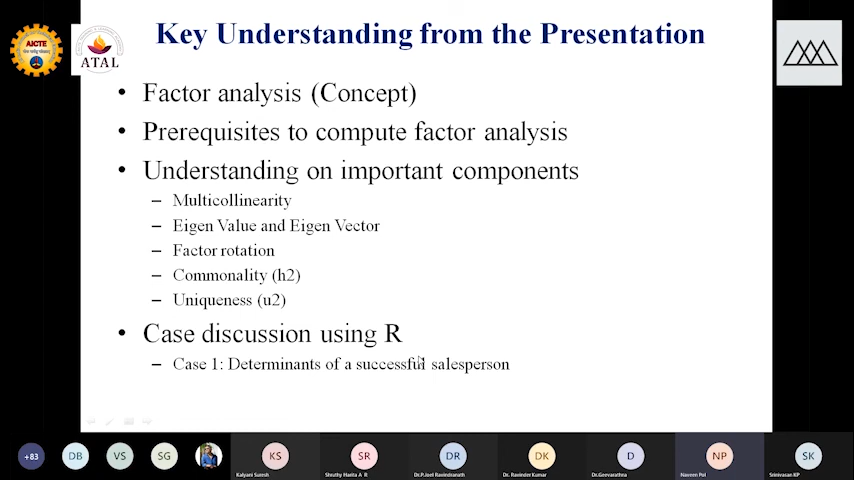 Key Understanding from the Presentation
AICTE
ATAL
• Factor analysis (Concept)
• Prerequisites to compute factor analysis
• Understanding on important components
– Multicollinearity
– Eigen Value and Eigen Vector
– Factor rotation
– Commonality (h2)
– Uniqueness (u2)
• Case discussion using R
– Case 1: Determinants of a successful salesperson
+83
DB
VS
SG
KS
SR
DR
DK
D
NP
SK
Kalyani Suresh
Shruthy Harita A R
Dr.P.Joel Ravindranath
Dr. Ravinder Kumar
Dr.Geevarathna
Naveen Pol
Srinivasan KP